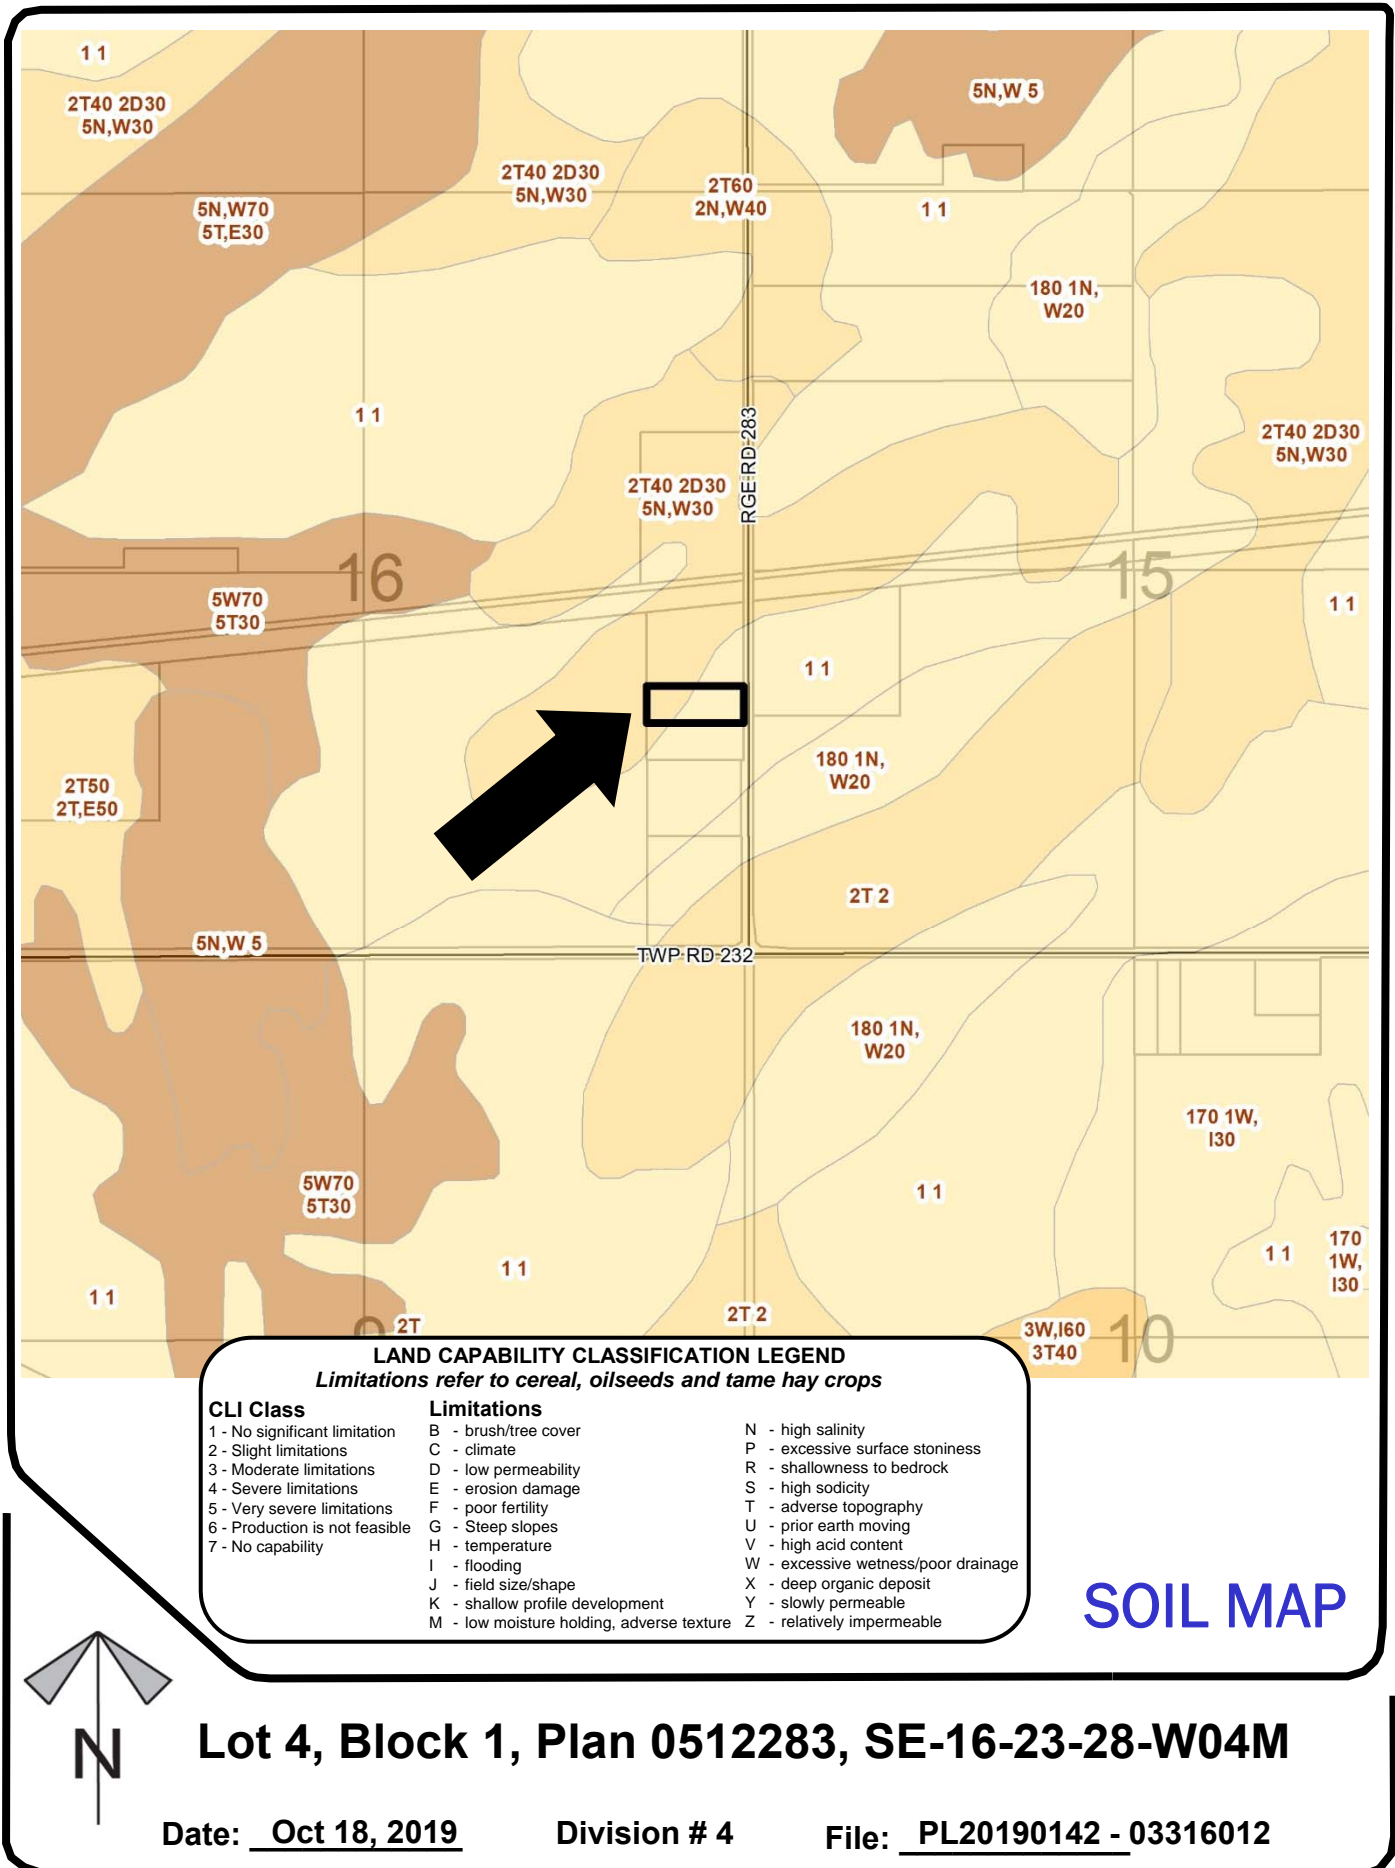 1 1
5N,W 5
2T40 2D30
5N,W30
2T40 2D30
5N,W30
2T60
2N,W40
5N,W70
5T,E30
1 1
180 1N,
W20
1 1
RGE RD 283
2T40 2D30
5N,W30
2T40 2D30
5N,W30
16
15
5W70
5T30
1 1
1 1
180 1N,
W20
2T50
2T,E50
2T 2
5N,W 5
TWP RD 232
180 1N,
W20
170 1W,
I30
5W70
5T30
1 1
1 1
170
1W,
I30
1 1
1 1
2T 2
2T
3W,I60
3T40
10
LAND CAPABILITY CLASSIFICATION LEGEND
Limitations refer to cereal, oilseeds and tame hay crops
CLI Class
1 - No significant limitation
2 - Slight limitations
3 - Moderate limitations
4 - Severe limitations
5 - Very severe limitations
6 - Production is not feasible
7 - No capability
Limitations
B - brush/tree cover
C - climate
D - low permeability
E - erosion damage
F - poor fertility
G - Steep slopes
H - temperature
I - flooding
J - field size/shape
K - shallow profile development
M - low moisture holding, adverse texture
N - high salinity
P - excessive surface stoniness
R - shallowness to bedrock
S - high sodicity
T - adverse topography
U - prior earth moving
V - high acid content
W - excessive wetness/poor drainage
X - deep organic deposit
Y - slowly permeable
Z - relatively impermeable
SOIL MAP
N
Lot 4, Block 1, Plan 0512283, SE-16-23-28-W04M
Date: Oct 18, 2019 Division # 4 File: PL20190142 - 03316012